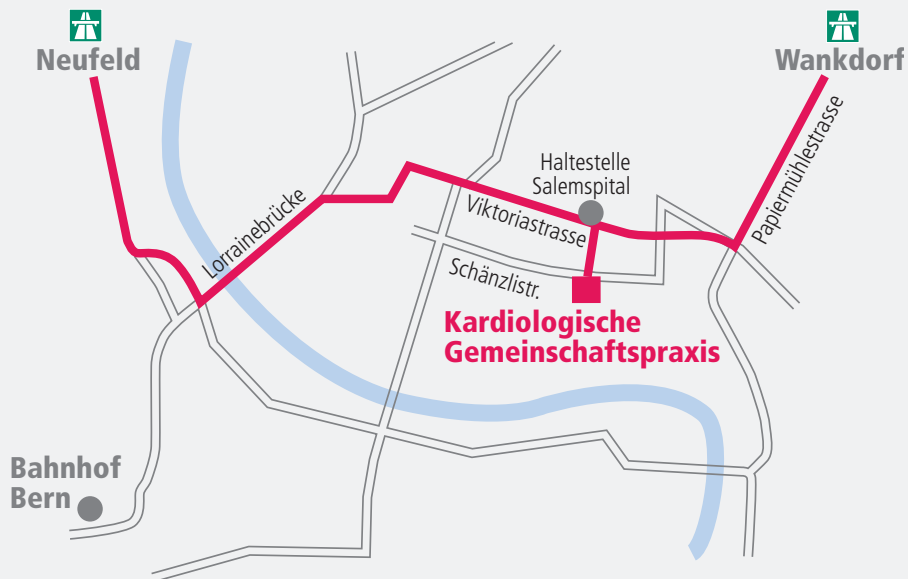 Neufeld
Wankdorf
Papiermühlestrasse
Haltestelle
Salemspital
Lorrainebrücke
Viktoriastrasse
Schänzlistr.
Kardiologische
Gemeinschaftspraxis
Bahnhof
Bern